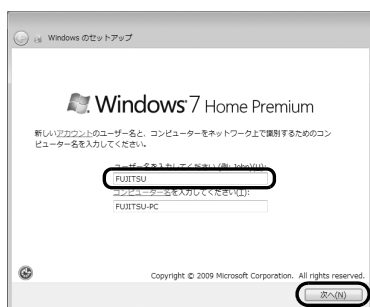 Windows のセットアップ
Windows 7 Home Premium
新しいアカウントのユーザー名と、コンピューターをネットワーク上で識別するためのコン
ピューター名を入力してください。
ユーザー名を入力してください (例: John)(U):
FUJITSU
コンピューター名を入力してください(T):
FUJITSU-PC
Copyright © 2009 Microsoft Corporation. All rights reserved.
次へ(N)